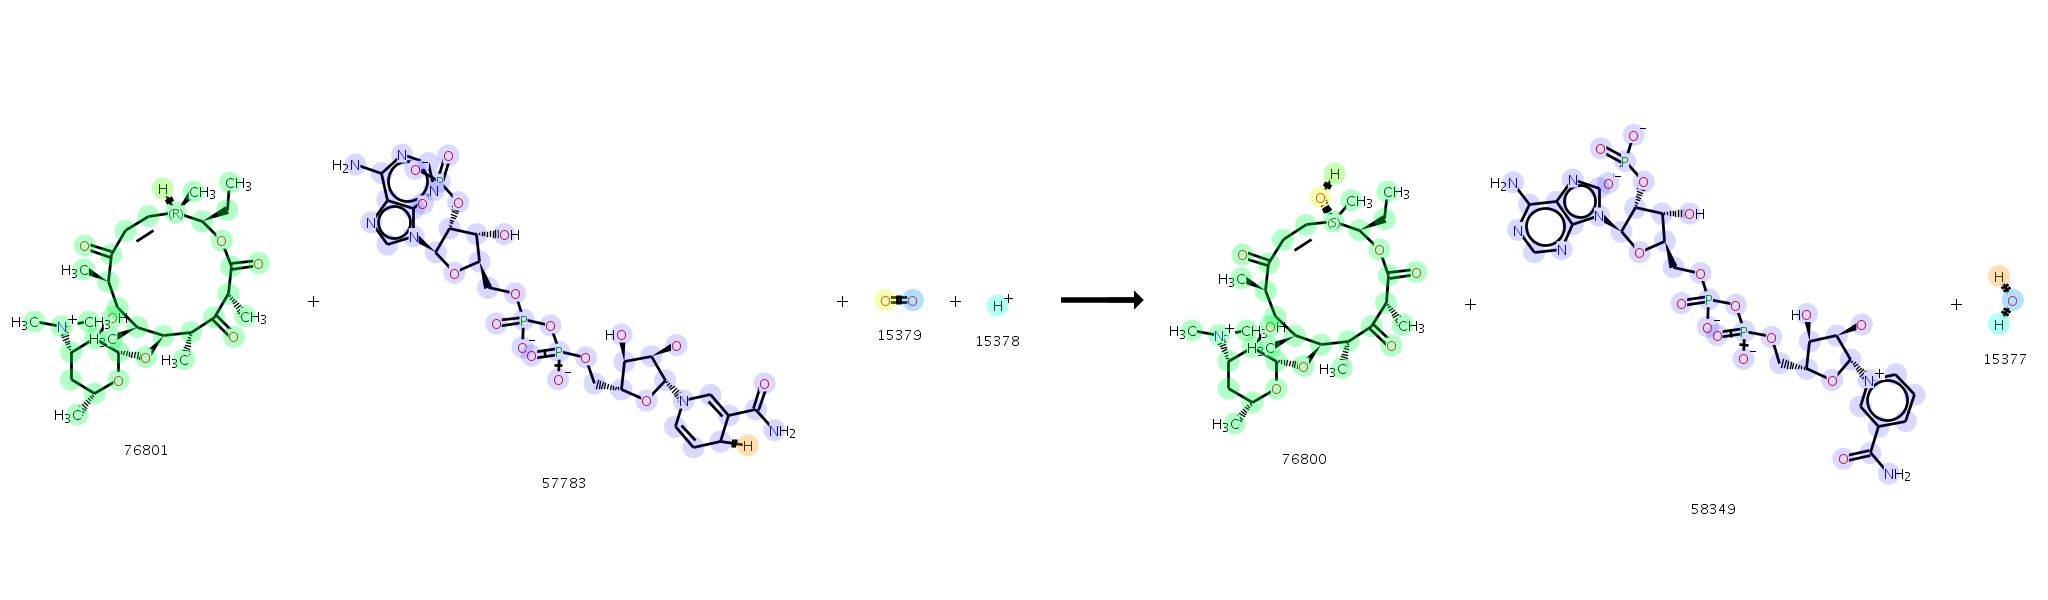 H
(R)
CH3
CH3
O
O
O
H3C
CH3
O
H3C
OH
H3C
N+
CH3
H3C
O
O
H3C
76801
+
H2N
N
N
N
N
O
O−
P
O
O
OH
O
O
O
P
O
O−
O
P
O
O−
HO
O
O
N
O
NH2
H
57783
+
O
O
15379
+
H+
15378
H
O
(S)
CH3
CH3
O
O
O
H3C
CH3
O
H3C
OH
H3C
N+
CH3
H3C
O
O
H3C
76800
+
O−
O
P
O−
O
H2N
N
N
N
N
OH
O
O
O
P
O
O−
O
P
O
O−
HO
O
O
N+
O
NH2
58349
+
H
O
H
15377